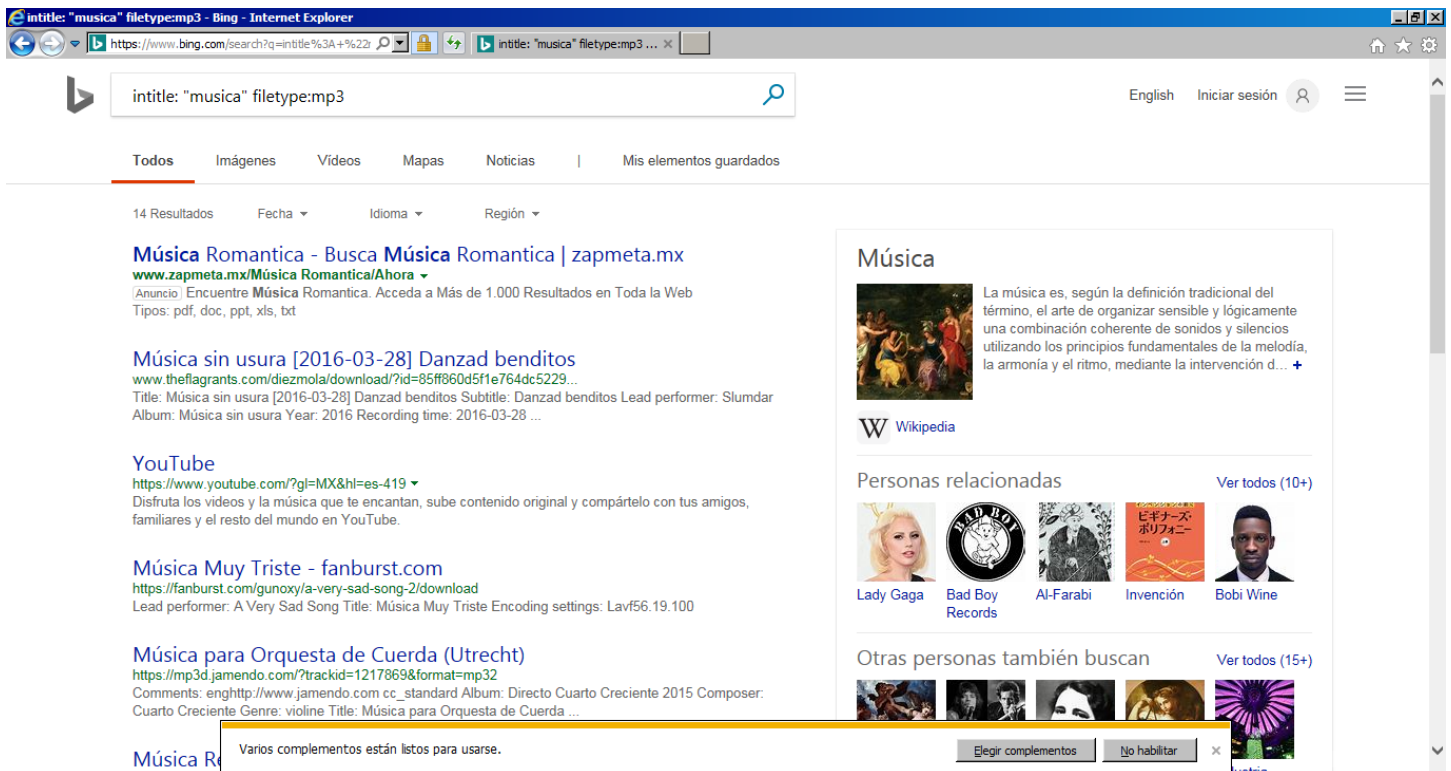 intitle: "musica" filetype:mp3 - Bing - Internet Explorer
https://www.bing.com/search?q=intitle%3A+%22r
intitle: "musica" filetype:mp3 ...
intitle: "musica" filetype:mp3
English Iniciar sesión
Todos Imágenes Vídeos Mapas Noticias | Mis elementos guardados
14 Resultados Fecha Idioma Región
Música Romantica - Busca Música Romantica | zapmeta.mx
www.zapmeta.mx/Música Romantica/Ahora
Anuncio Encuentre Música Romantica. Acceda a Más de 1.000 Resultados en Toda la Web
Tipos: pdf, doc, ppt, xls, txt
Música sin usura [2016-03-28] Danzad benditos
www.theflagrants.com/diezmola/download/?id=85ff860d5f1e764dc5229...
Title: Música sin usura [2016-03-28] Danzad benditos Subtitle: Danzad benditos Lead performer: Slumdar
Album: Música sin usura Year: 2016 Recording time: 2016-03-28 ...
YouTube
https://www.youtube.com/?gl=MX&hl=es-419
Disfruta los videos y la música que te encantan, sube contenido original y compártelo con tus amigos,
familiares y el resto del mundo en YouTube.
Música Muy Triste - fanburst.com
https://fanburst.com/gunoxy/a-very-sad-song-2/download
Lead performer: A Very Sad Song Title: Música Muy Triste Encoding settings: Lavf56.19.100
Música para Orquesta de Cuerda (Utrecht)
https://mp3d.jamendo.com/?trackid=1217869&format=mp32
Comments: enghttp://www.jamendo.com cc_standard Album: Directo Cuarto Creciente 2015 Composer:
Cuarto Creciente Genre: violine Title: Música para Orquesta de Cuerda ...
Música
Música
La música es, según la definición tradicional del
término, el arte de organizar sensible y lógicamente
una combinación coherente de sonidos y silencios
utilizando los principios fundamentales de la melodía,
la armonía y el ritmo, mediante la intervención d... +
W Wikipedia
Personas relacionadas Ver todos (10+)
BAD BOY
ビギナーズ・
ポリフォニー
Lady Gaga Bad Boy Al-Farabi Invención Bobi Wine
Records
Otras personas también buscan Ver todos (15+)
Varios complementos están listos para usarse.
Elegir complementos No habilitar